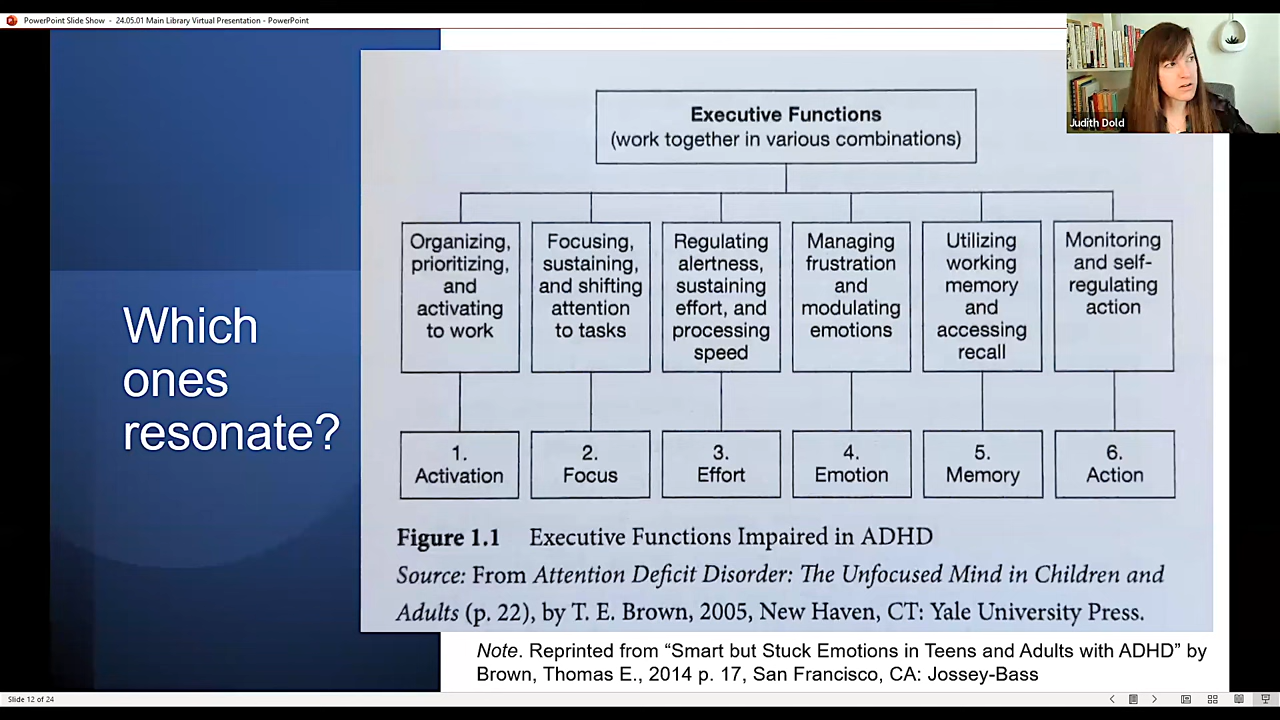 PowerPoint Slide Show - 24.05.01 Main Library Virtual Presentation - PowerPoint
Judith Dold
Which
ones
resonate?
Executive Functions
(work together in various combinations)
Organizing,
prioritizing,
and
activating
to work
Focusing,
sustaining,
and shifting
attention
to tasks
Regulating
alertness,
sustaining
effort, and
processing
speed
Managing
frustration
and
modulating
emotions
Utilizing
working
memory
and
accessing
recall
Monitoring
and self-
regulating
action
1.
Activation
2.
Focus
3.
Effort
4.
Emotion
5.
Memory
6.
Action
Figure 1.1 Executive Functions Impaired in ADHD
Source: From Attention Deficit Disorder: The Unfocused Mind in Children and
Adults (p. 22), by T. E. Brown, 2005, New Haven, CT: Yale University Press.
Note. Reprinted from “Smart but Stuck Emotions in Teens and Adults with ADHD” by
Brown, Thomas E., 2014 p. 17, San Francisco, CA: Jossey-Bass
Slide 12 of 24